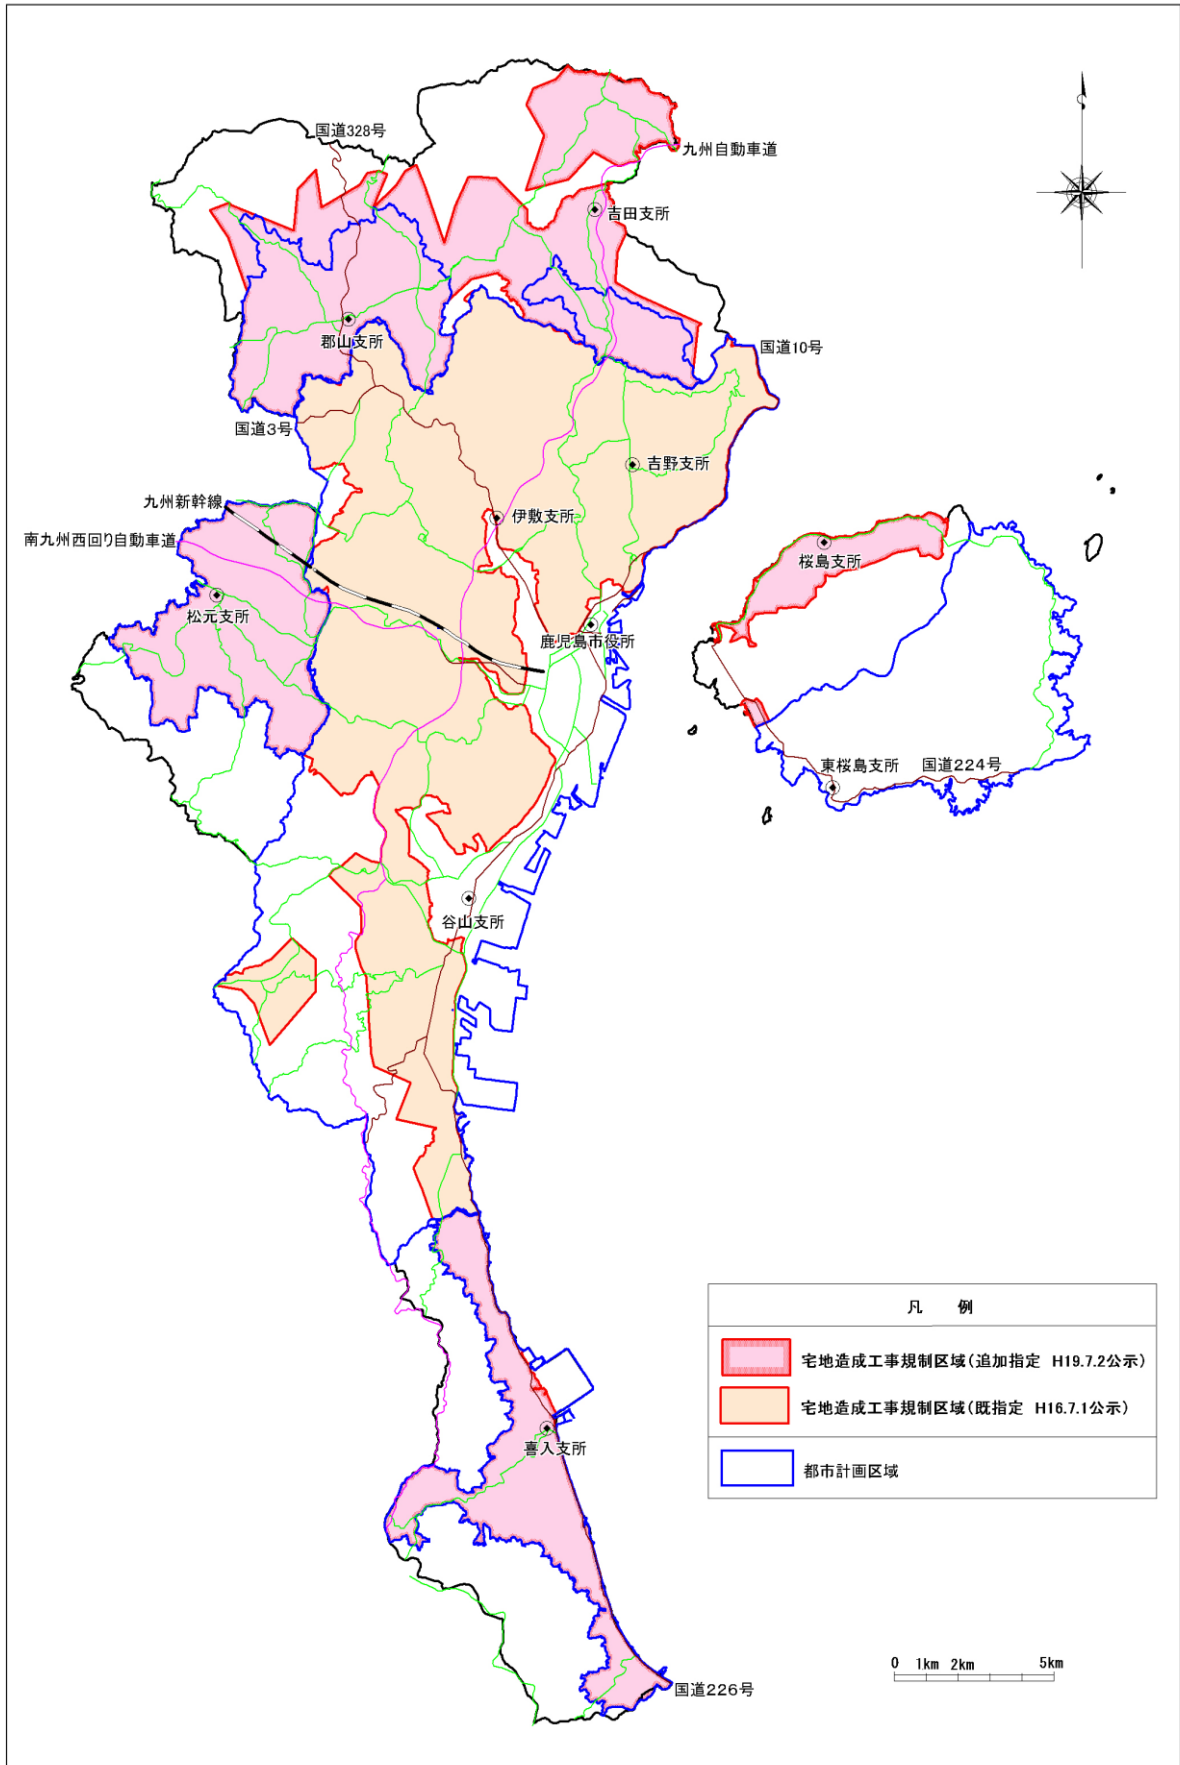 国道328号
九州自動車道
吉田支所
郡山支所
国道10号
国道3号
吉野支所
九州新幹線
伊敷支所
南九州西回り自動車道
桜島支所
松元支所
鹿児島市役所
東桜島支所
国道224号
谷山支所
凡 例
宅地造成工事規制区域(追加指定 H19.7.2公示)
宅地造成工事規制区域(既指定 H16.7.1公示)
都市計画区域
喜入支所
0 1km 2km 5km
国道226号